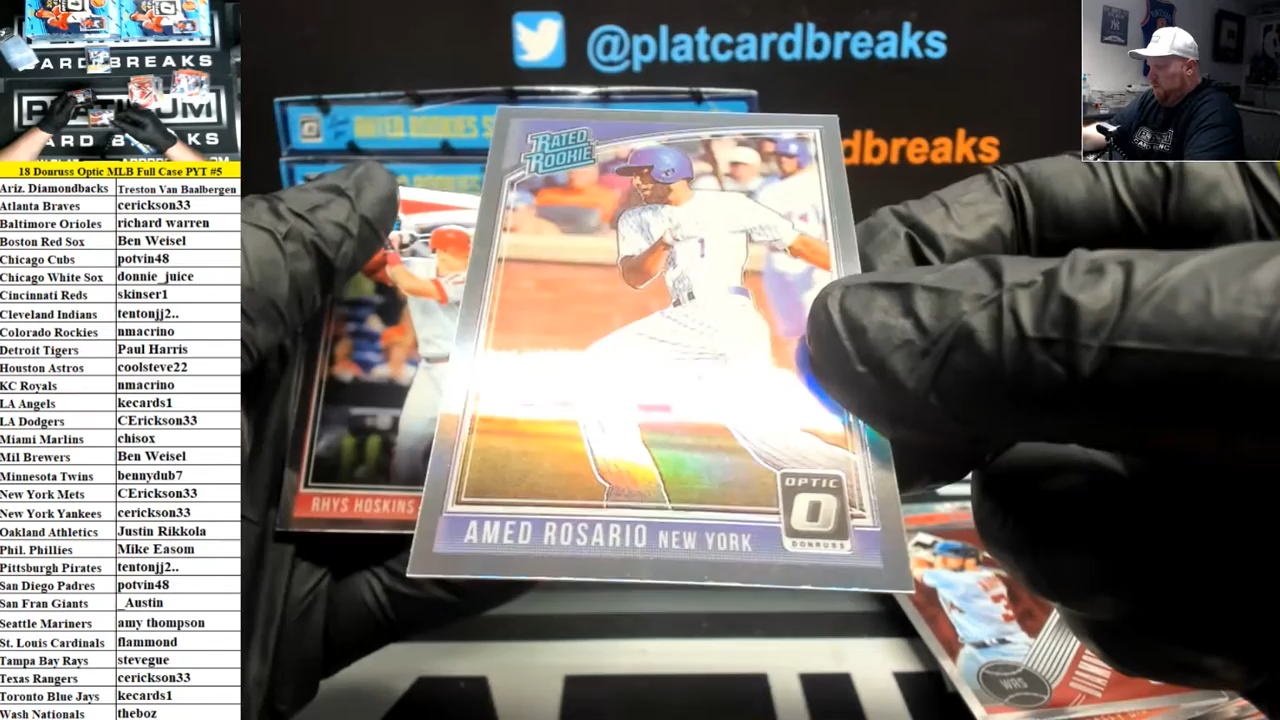 @platcardbreaks
dbreaks
CARD BREAKS
PLATINUM
CARD BREAKS
18 Donruss Optic MLB Full Case PYT #5
Ariz. Diamondbacks Treston Van Baalbergen
Atlanta Braves cerickson33
Baltimore Orioles richard warren
Boston Red Sox Ben Weisel
Chicago Cubs potvin48
Chicago White Sox donnie_juice
Cincinnati Reds skinser1
Cleveland Indians tentonjj2..
Colorado Rockies nmacrino
Detroit Tigers Paul Harris
Houston Astros coolsteve22
KC Royals nmacrino
LA Angels kecards1
LA Dodgers CErickson33
Miami Marlins chisox
Mil Brewers Ben Weisel
Minnesota Twins bennydub7
New York Mets CErickson33
New York Yankees cerickson33
Oakland Athletics Justin Rikkola
Phil. Phillies Mike Easom
Pittsburgh Pirates tentonjj2..
San Diego Padres potvin48
San Fran Giants _Austin
Seattle Mariners amy thompson
St. Louis Cardinals flammond
Tampa Bay Rays stevegue
Texas Rangers cerickson33
Toronto Blue Jays kecards1
Wash Nationals theboz
RATED ROOKIES
RATED
ROOKIE
1
OPTIC
O
DONRUSS
AMED ROSARIO NEW YORK
RHYS HOSKINS
WAS